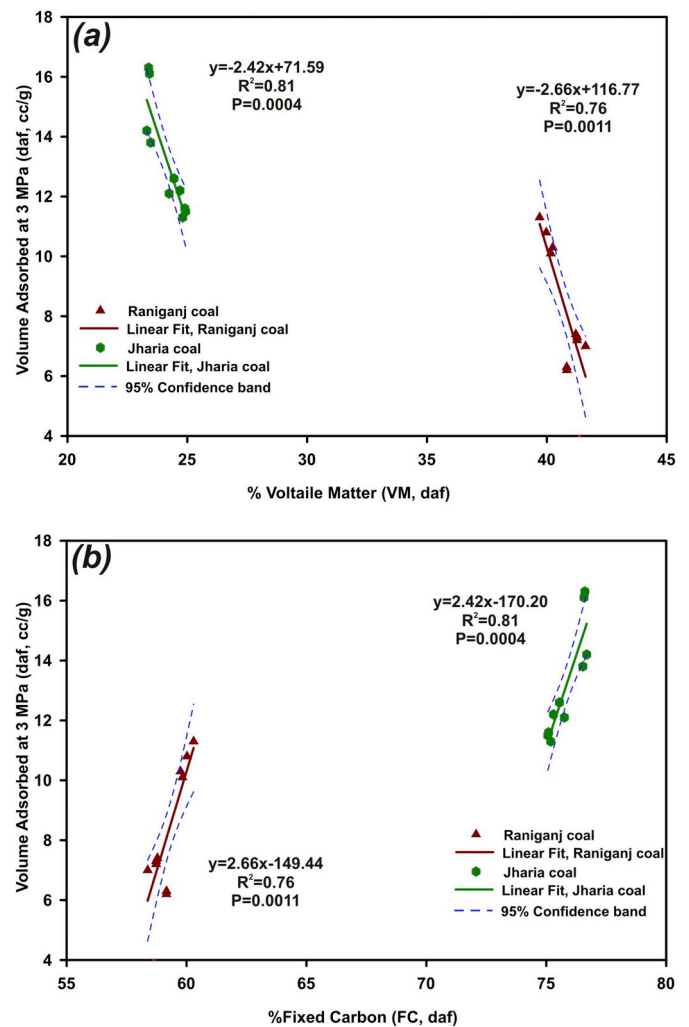 (a)
y=-2.42x+71.59
R²=0.81
P=0.0004
y=-2.66x+116.77
R²=0.76
P=0.0011
Volume Adsorbed at 3 MPa (daf, cc/g)
18
16
14
12
10
8
6
4
Raniganj coal
Linear Fit, Raniganj coal
Jharia coal
Linear Fit, Jharia coal
95% Confidence band
20 25 30 35 40 45
% Voltaile Matter (VM, daf)
(b)
y=2.42x-170.20
R²=0.81
P=0.0004
Volume Adsorbed at 3 MPa (daf, cc/g)
18
16
14
12
10
8
6
4
y=2.66x-149.44
R²=0.76
P=0.0011
Raniganj coal
Linear Fit, Raniganj coal
Jharia coal
Linear Fit, Jharia coal
95% Confidence band
55 60 65 70 75 80
%Fixed Carbon (FC, daf)